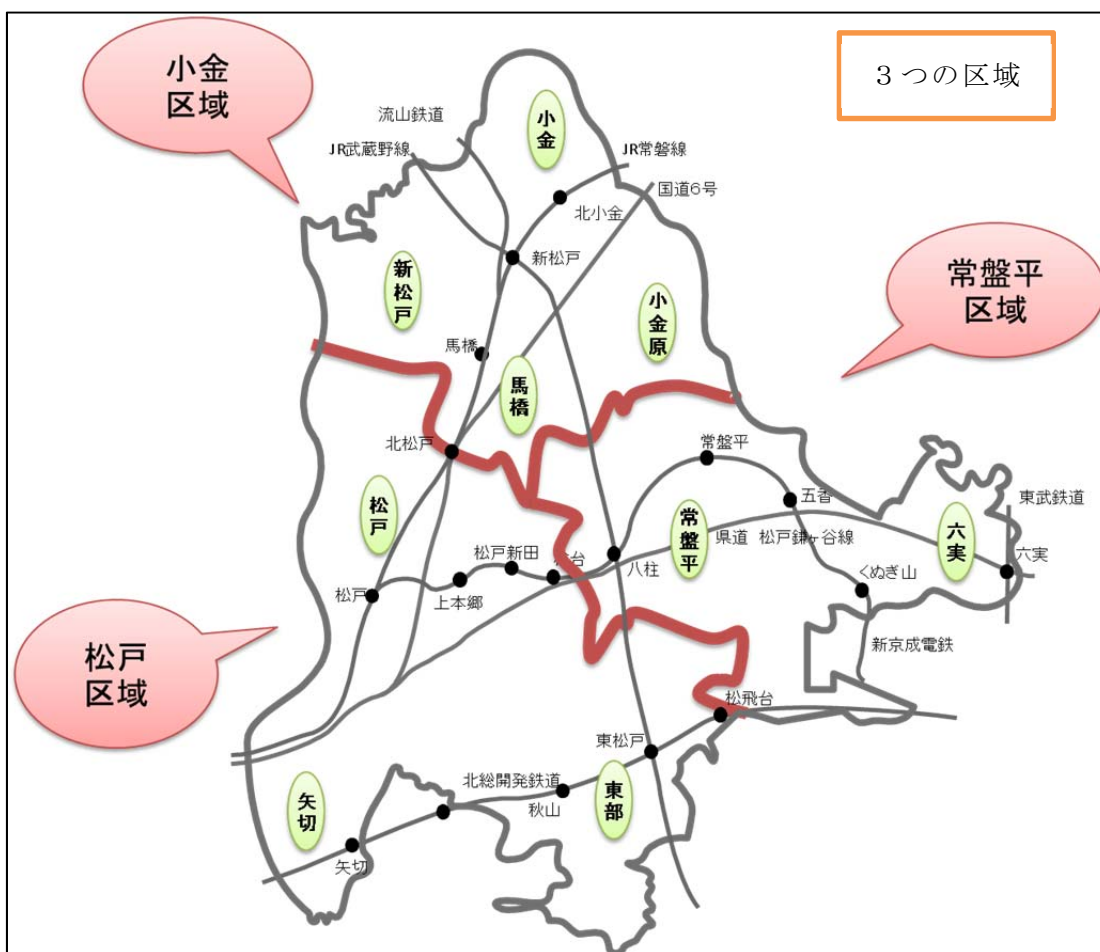 ３つの区域
小金
区域
流山鉄道
小金
JR武蔵野線
JR常磐線
国道6号
北小金
新松戸
新松戸
小金原
常盤平
区域
馬橋
馬橋
北松戸
常盤平
五香
東武鉄道
松戸
常盤平
県道 松戸鎌ヶ谷線
六実
六実
松戸新田
台
八柱
くぬぎ山
松戸
上本郷
新京成電鉄
松戸
区域
松飛台
東松戸
北総開発鉄道
秋山
東部
矢切
矢切